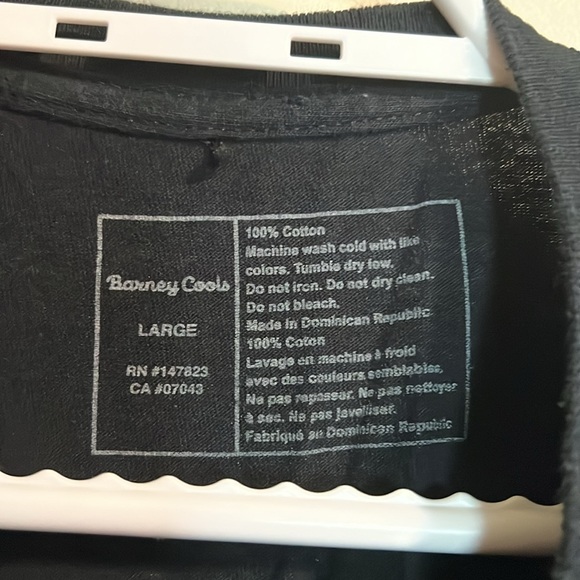 Barney Cools
LARGE
RN #147823
CA #07043
100% Cotton
Machine wash cold with like
colors. Tumble dry low.
Do not iron. Do not dry clean.
Do not bleach.
Made in Dominican Republic
100% Coton
Lavage en machine à froid
avec des couleurs semblables.
Ne pas repasser. Ne pas nettoyer
à sec. Ne pas javelliser.
Fabriqué en Dominican Republic